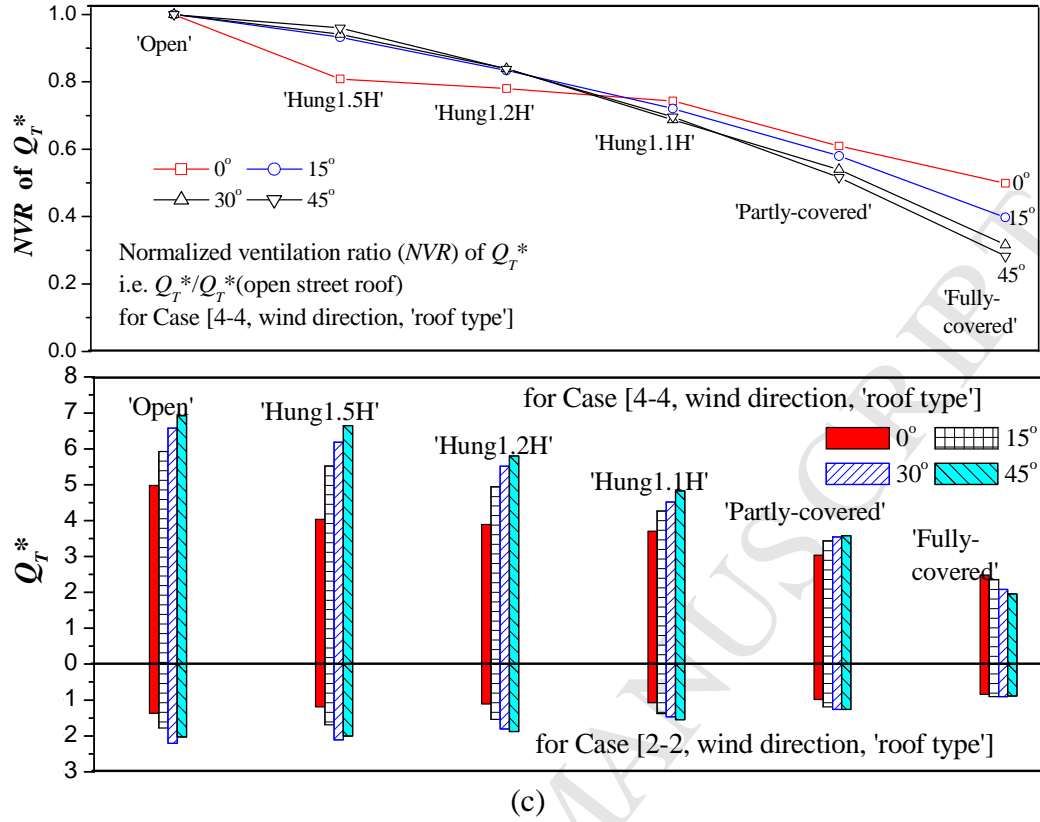 1.0
0.8
0.6
0.4
0.2
0.0
NVR of Q_T*
'Open'
'Hung1.5H'
'Hung1.2H'
'Hung1.1H'
'Partly-covered'
'Fully-
covered'
0° 15°
30° 45°
0°
15°
45°
Normalized ventilation ratio (NVR) of Q_T*
i.e. Q_T*/Q_T*(open street roof)
for Case [4-4, wind direction, 'roof type']
8
7
6
5
4
3
2
1
0
1
2
3
Q_T*
for Case [4-4, wind direction, 'roof type']
0° 15°
30° 45°
'Open'
'Hung1.5H'
'Hung1.2H'
'Hung1.1H'
'Partly-covered'
'Fully-
covered'
for Case [2-2, wind direction, 'roof type']
(c)
MANUSCRIPT